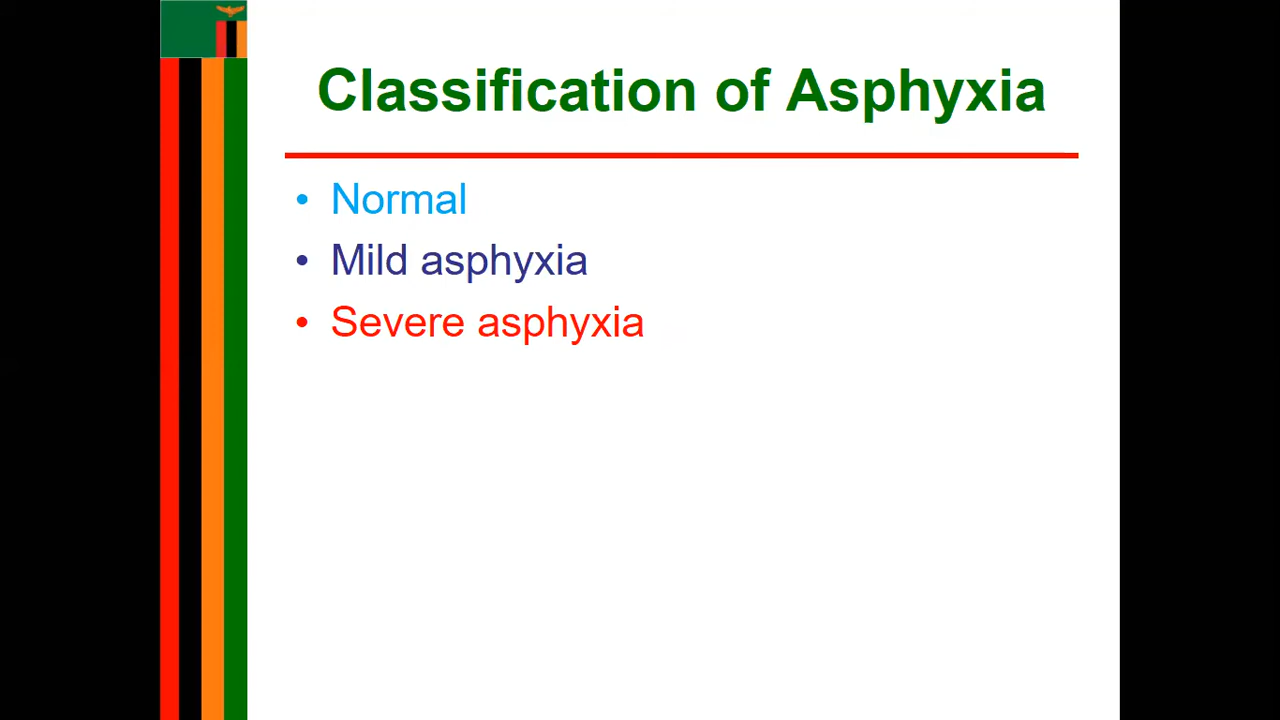 Classification of Asphyxia
• Normal
• Mild asphyxia
• Severe asphyxia